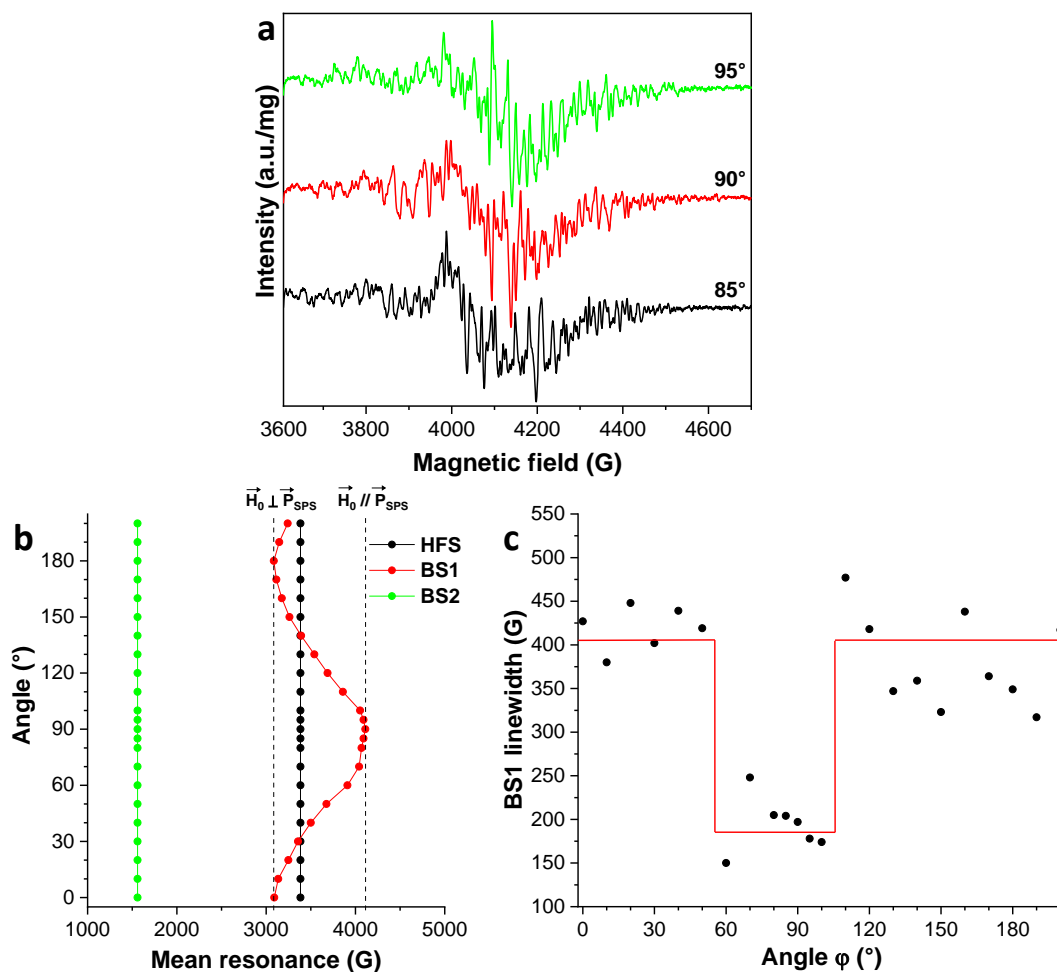 a
95°
90°
85°
Intensity (a.u./mg)
3600 3800 4000 4200 4400 4600
Magnetic field (G)
b
H₀ ⊥ P_SPS H₀ // P_SPS
HFS
BS1
BS2
180
150
120
90
60
30
0
Angle (°)
1000 2000 3000 4000 5000
Mean resonance (G)
c
550
500
450
400
350
300
250
200
150
100
BS1 linewidth (G)
0 30 60 90 120 150 180
Angle φ (°)